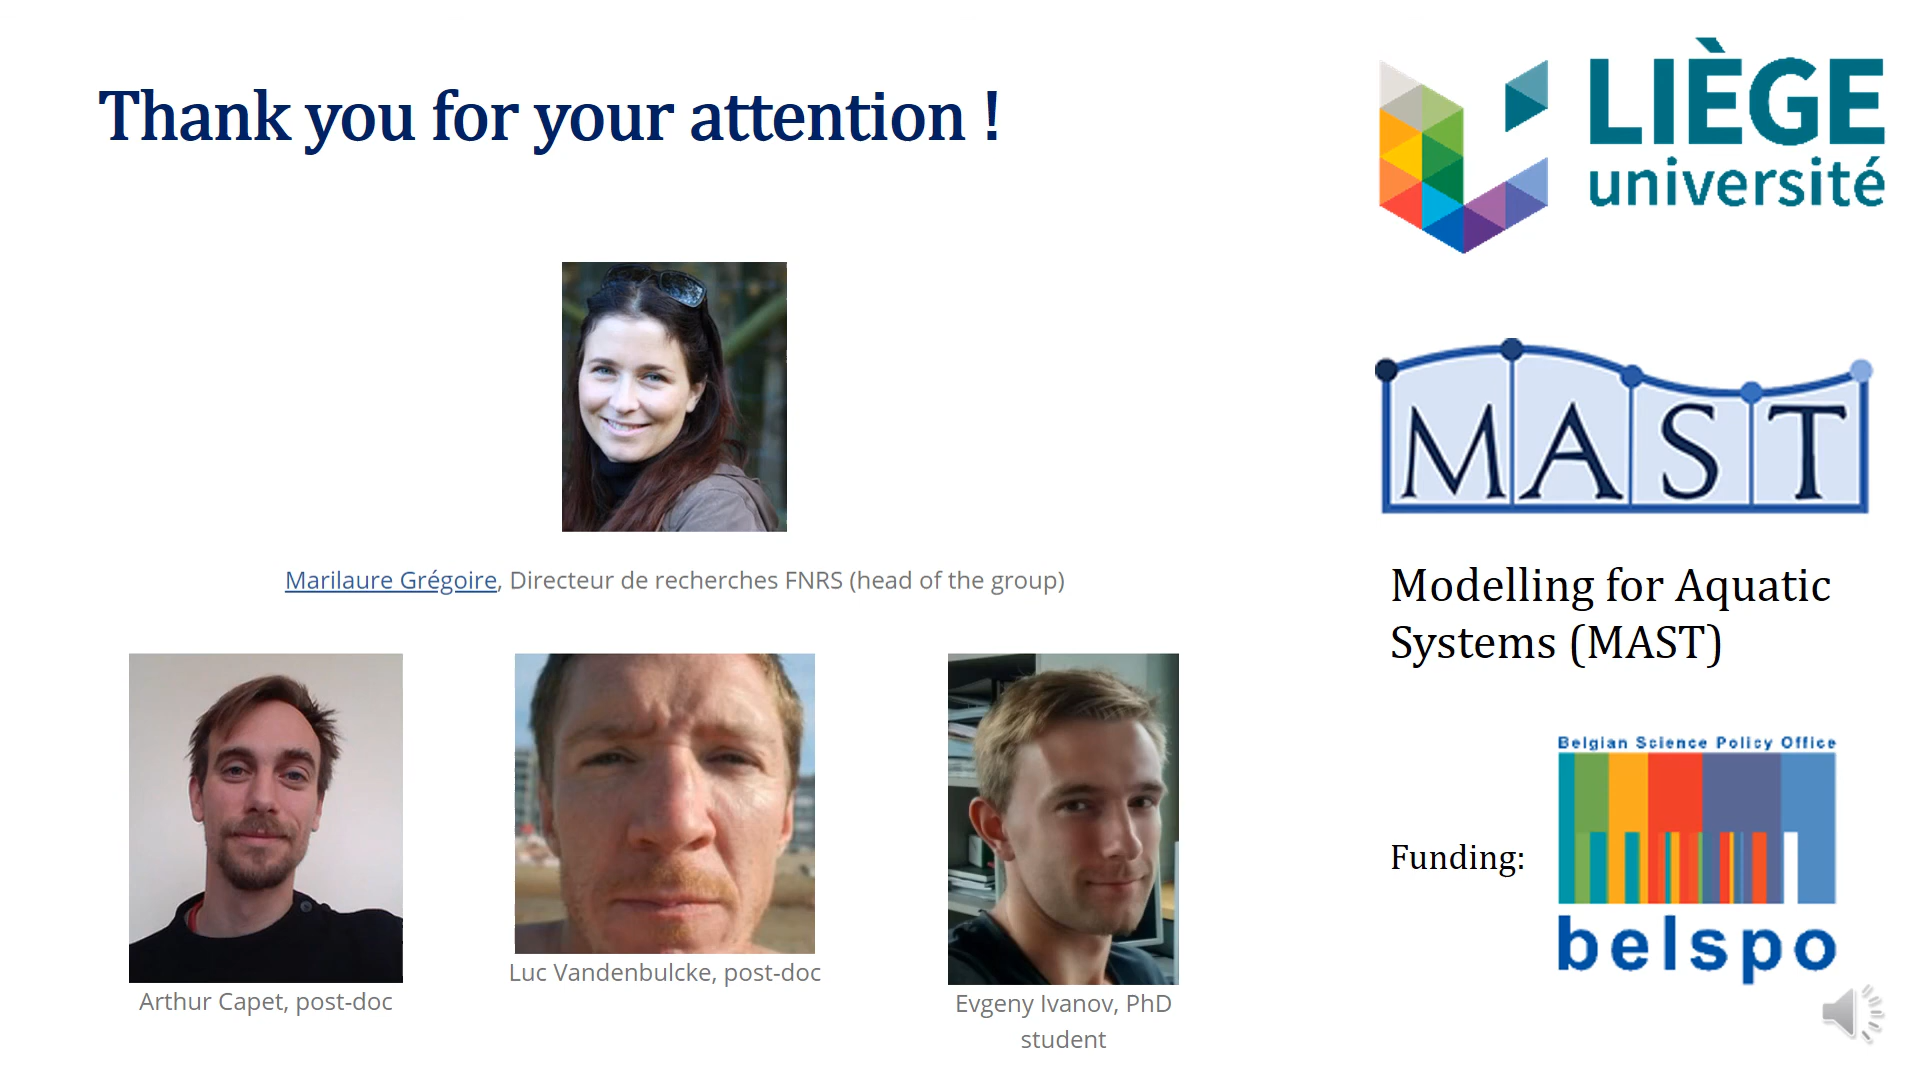 Thank you for your attention !
LIÈGE
université
MAST
Marilaure Grégoire, Directeur de recherches FNRS (head of the group)
Modelling for Aquatic
Systems (MAST)
Arthur Capet, post-doc
Luc Vandenbulcke, post-doc
Evgeny Ivanov, PhD
student
Funding:
Belgian Science Policy Office
belspo